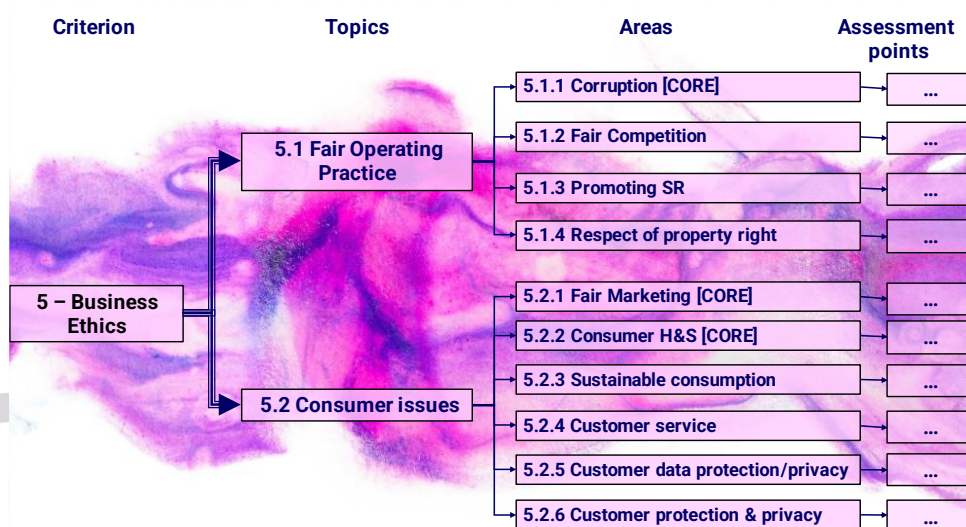 Criterion
Topics
Areas
Assessment
points
5 – Business
Ethics
5.1 Fair Operating
Practice
5.1.1 Corruption [CORE]
...
5.1.2 Fair Competition
...
5.1.3 Promoting SR
...
5.1.4 Respect of property right
...
5.2 Consumer issues
5.2.1 Fair Marketing [CORE]
...
5.2.2 Consumer H&S [CORE]
...
5.2.3 Sustainable consumption
...
5.2.4 Customer service
...
5.2.5 Customer data protection/privacy
...
5.2.6 Customer protection & privacy
...